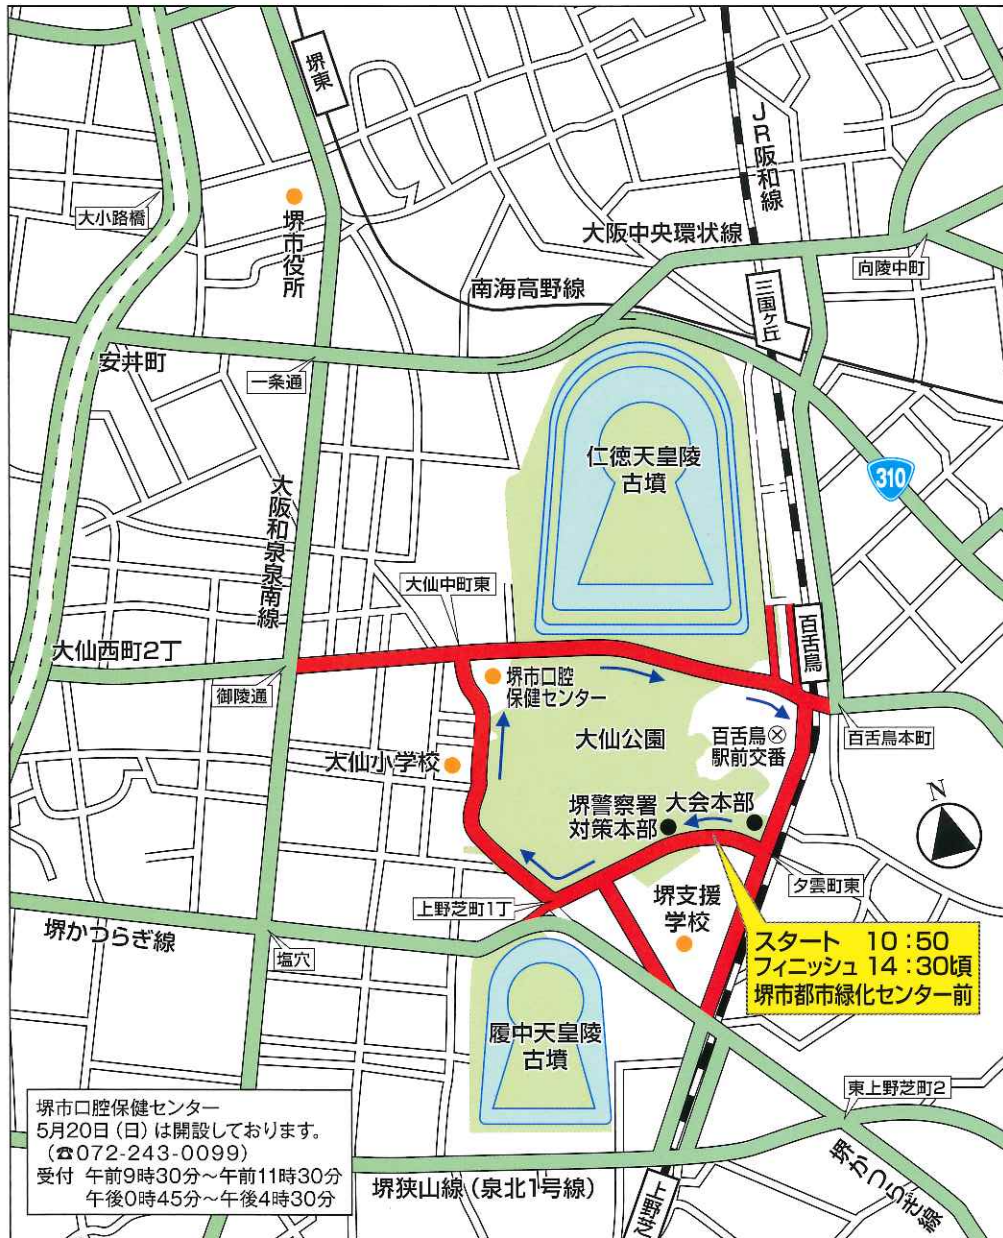 堺東
JR阪和線
大小路橋
堺市役所
大阪中央環状線
向陵中町
南海高野線
三国ヶ丘
安井町
一条通
仁徳天皇陵
古墳
310
大阪和泉泉南線
大仙中町東
百舌鳥
大仙西町2丁
御陵通
堺市口腔
保健センター
大仙公園
百舌鳥
駅前交番
百舌鳥本町
大仙小学校
堺警察署
対策本部
大会本部
N
夕雲町東
上野芝町1丁
堺支援
学校
堺かつらぎ線
塩穴
スタート 10:50
フィニッシュ 14:30頃
堺市都市緑化センター前
履中天皇陵
古墳
東上野芝町2
堺市口腔保健センター
5月20日(日)は開設しております。
(☎072-243-0099)
受付 午前9時30分~午前11時30分
午後0時45分~午後4時30分
堺狭山線(泉北1号線)
上野芝
堺かつらぎ線